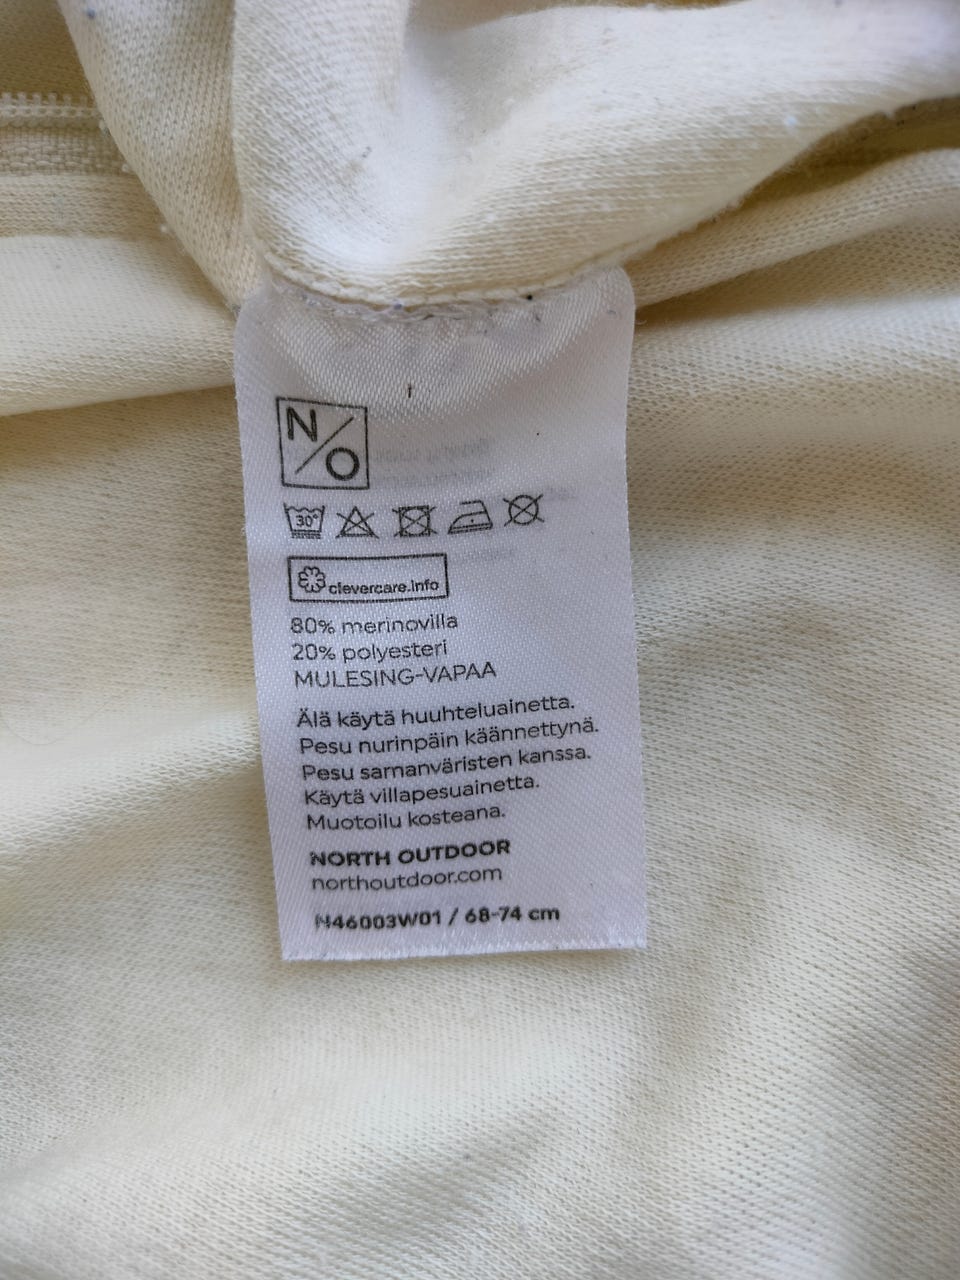 N/O
30°
clevercare.info
80% merinovilla
20% polyesteri
MULESING-VAPAA
Älä käytä huuhteluainetta.
Pesu nurinpäin käännettynä.
Pesu samanväristen kanssa.
Käytä villapesuainetta.
Muotoilu kosteana.
NORTH OUTDOOR
northoutdoor.com
N46003W01 / 68-74 cm